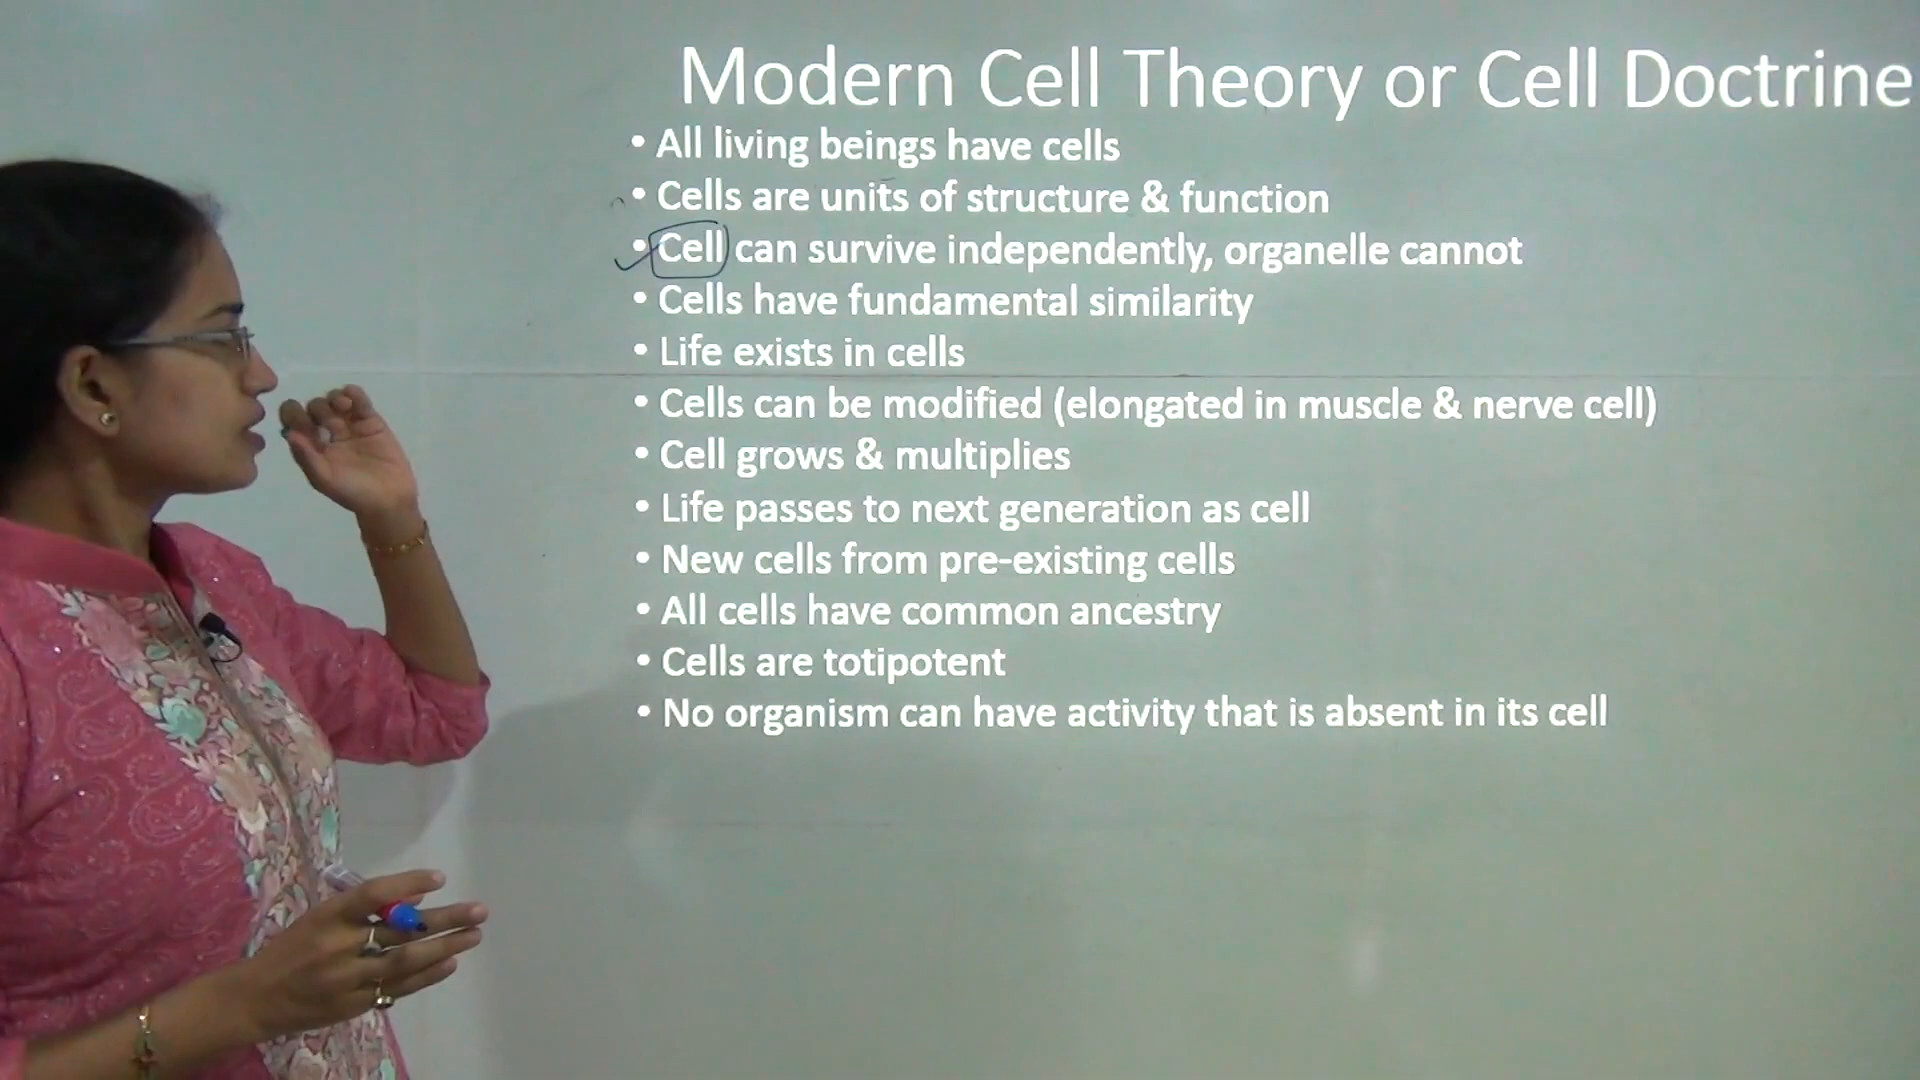 Modern Cell Theory or Cell Doctrine
• All living beings have cells
• Cells are units of structure & function
• Cell can survive independently, organelle cannot
• Cells have fundamental similarity
• Life exists in cells
• Cells can be modified (elongated in muscle & nerve cell)
• Cell grows & multiplies
• Life passes to next generation as cell
• New cells from pre-existing cells
• All cells have common ancestry
• Cells are totipotent
• No organism can have activity that is absent in its cell